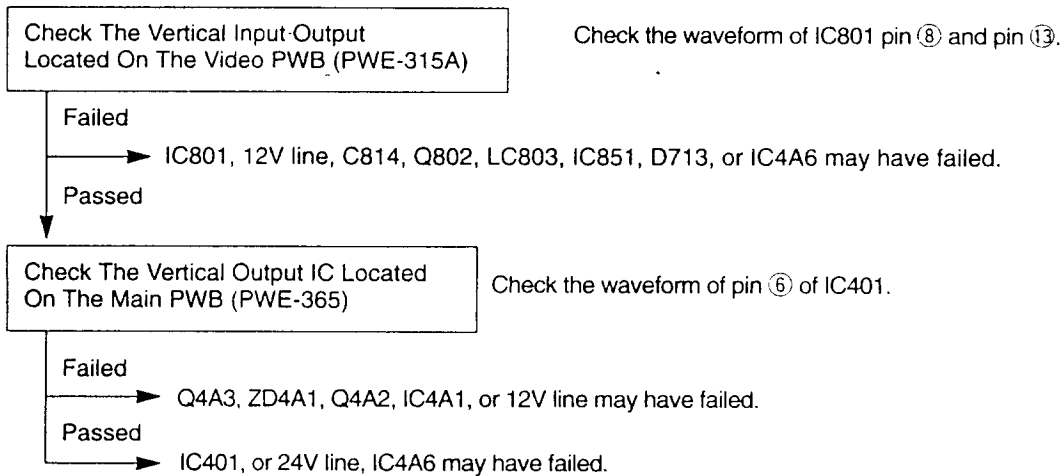 Check The Vertical Input-Output
Located On The Video PWB (PWE-315A)
Check the waveform of IC801 pin ⑧ and pin ⑬.
Failed
IC801, 12V line, C814, Q802, LC803, IC851, D713, or IC4A6 may have failed.
Passed
Check The Vertical Output IC Located
On The Main PWB (PWE-365)
Check the waveform of pin ⑥ of IC401.
Failed
Q4A3, ZD4A1, Q4A2, IC4A1, or 12V line may have failed.
Passed
IC401, or 24V line, IC4A6 may have failed.